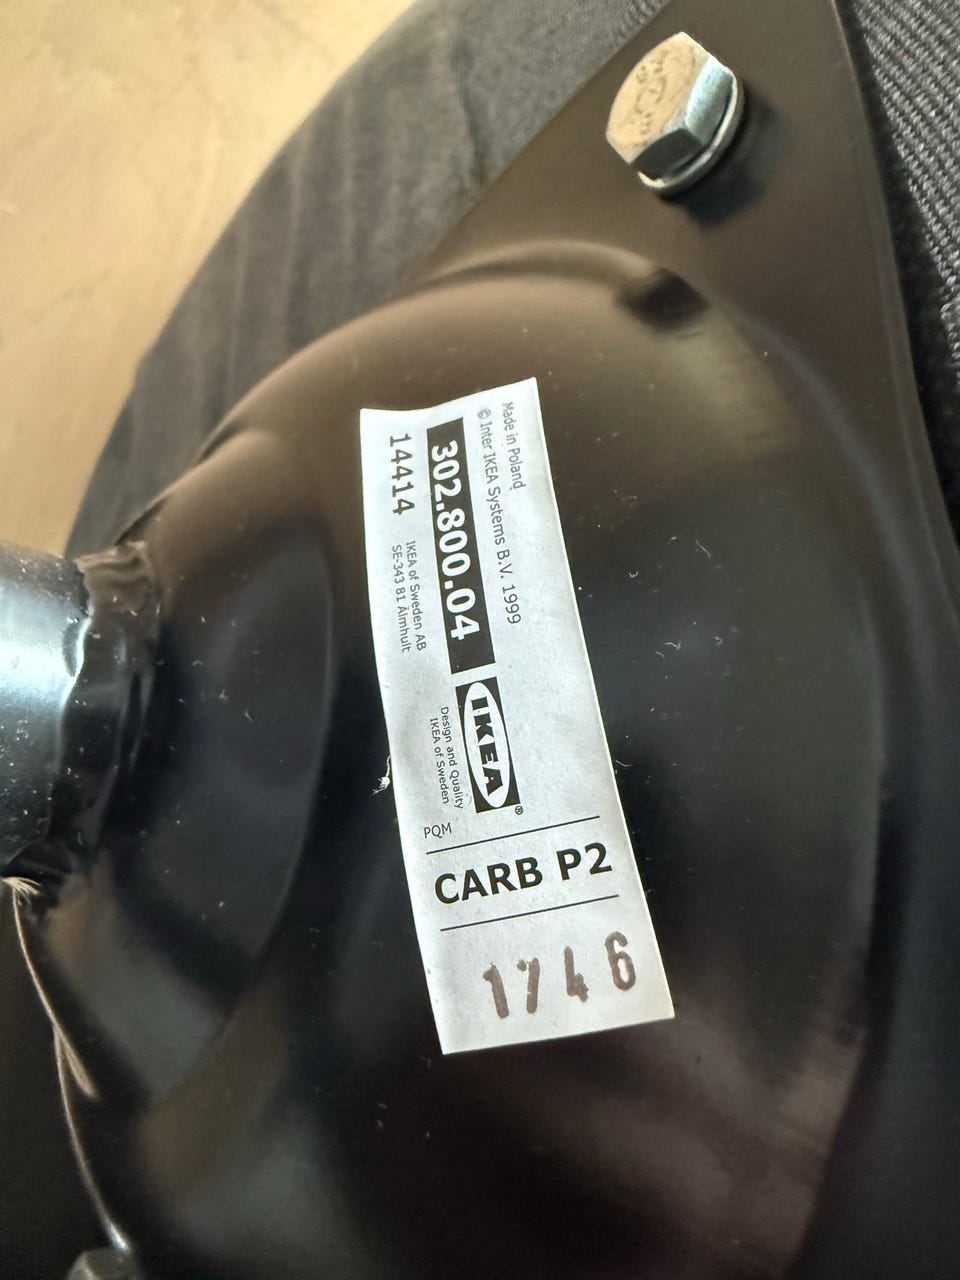 Made in Poland
© Inter IKEA Systems B.V. 1999
302.800.04
14414
IKEA of Sweden AB
SE-343 81 Älmhult
IKEA®
Design and Quality
IKEA of Sweden
PQM
CARB P2
1746